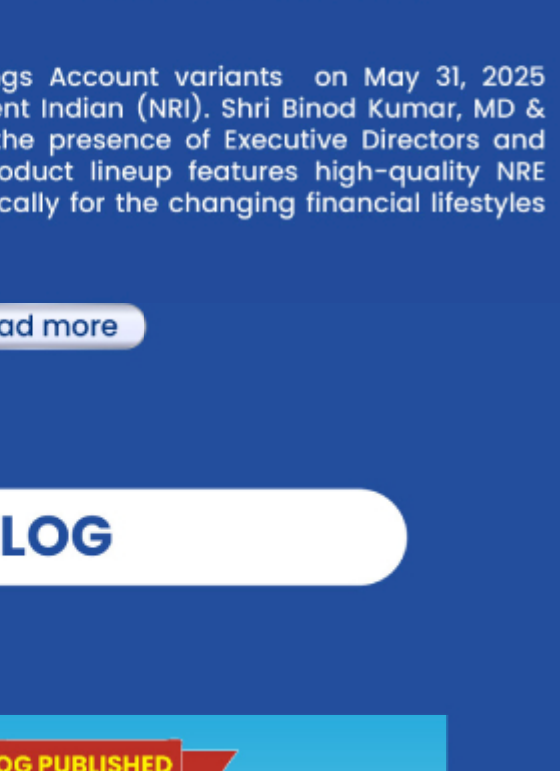 gs Account variants on May 31, 2025
ent Indian (NRI). Shri Binod Kumar, MD &
the presence of Executive Directors and
oduct lineup features high-quality NRE
cally for the changing financial lifestyles
ad more
LOG
OG PUBLISHED